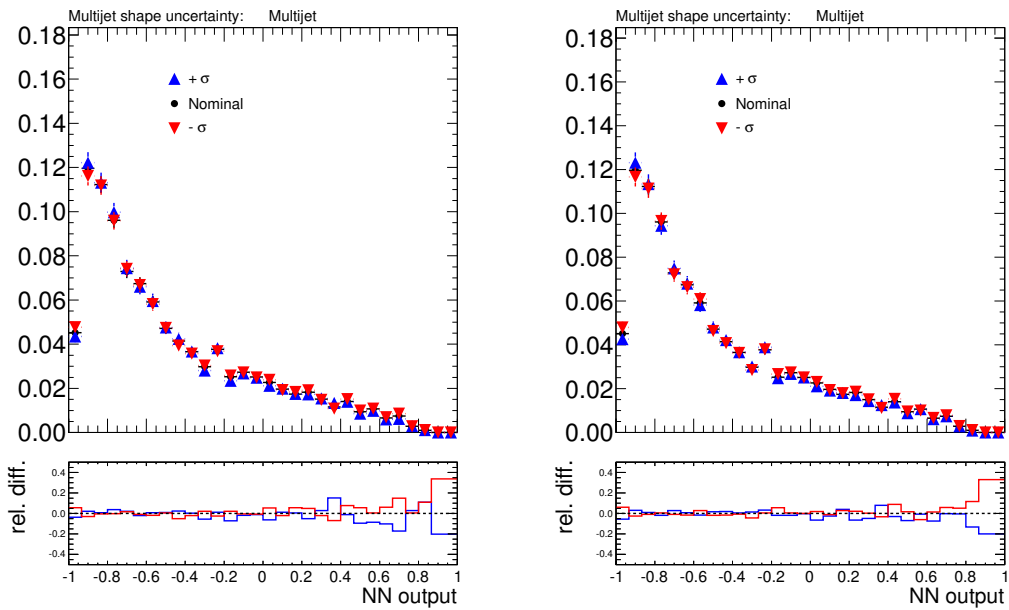 Multijet shape uncertainty: Multijet
0.18
0.16
0.14
0.12
0.10
0.08
0.06
0.04
0.02
0.00
+ σ
Nominal
- σ
rel. diff.
0.4
0.2
0.0
-0.2
-0.4
-1 -0.8 -0.6 -0.4 -0.2 0 0.2 0.4 0.6 0.8 1
NN output
Multijet shape uncertainty: Multijet
0.18
0.16
0.14
0.12
0.10
0.08
0.06
0.04
0.02
0.00
+ σ
Nominal
- σ
rel. diff.
0.4
0.2
0.0
-0.2
-0.4
-1 -0.8 -0.6 -0.4 -0.2 0 0.2 0.4 0.6 0.8 1
NN output